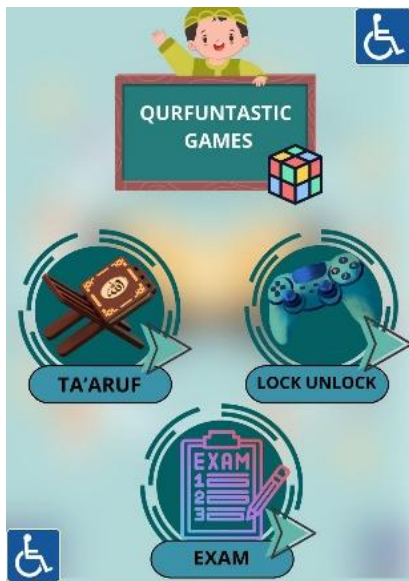 QURFUNTASTIC
GAMES
TA'ARUF
LOCK UNLOCK
EXAM
1
2
3
EXAM